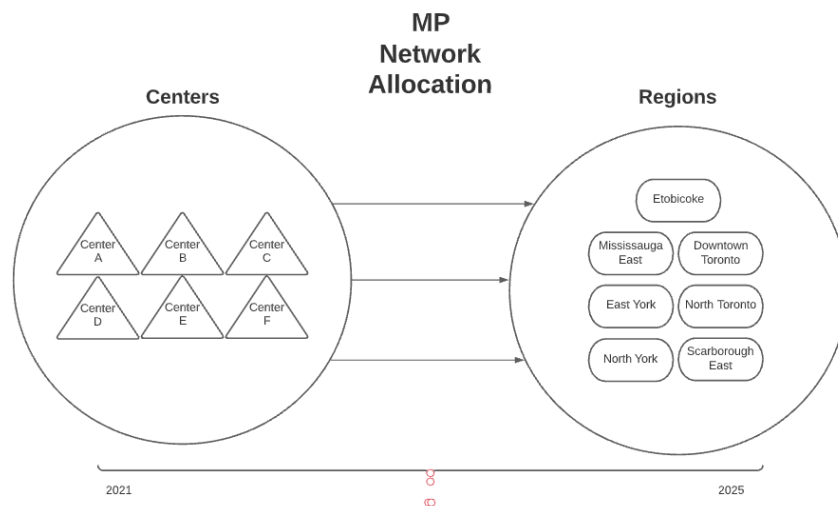 MP
Network
Allocation
Centers
Regions
Center
A
Center
B
Center
C
Center
D
Center
E
Center
F
Etobicoke
Mississauga
East
Downtown
Toronto
East York
North Toronto
North York
Scarborough
East
2021
2025